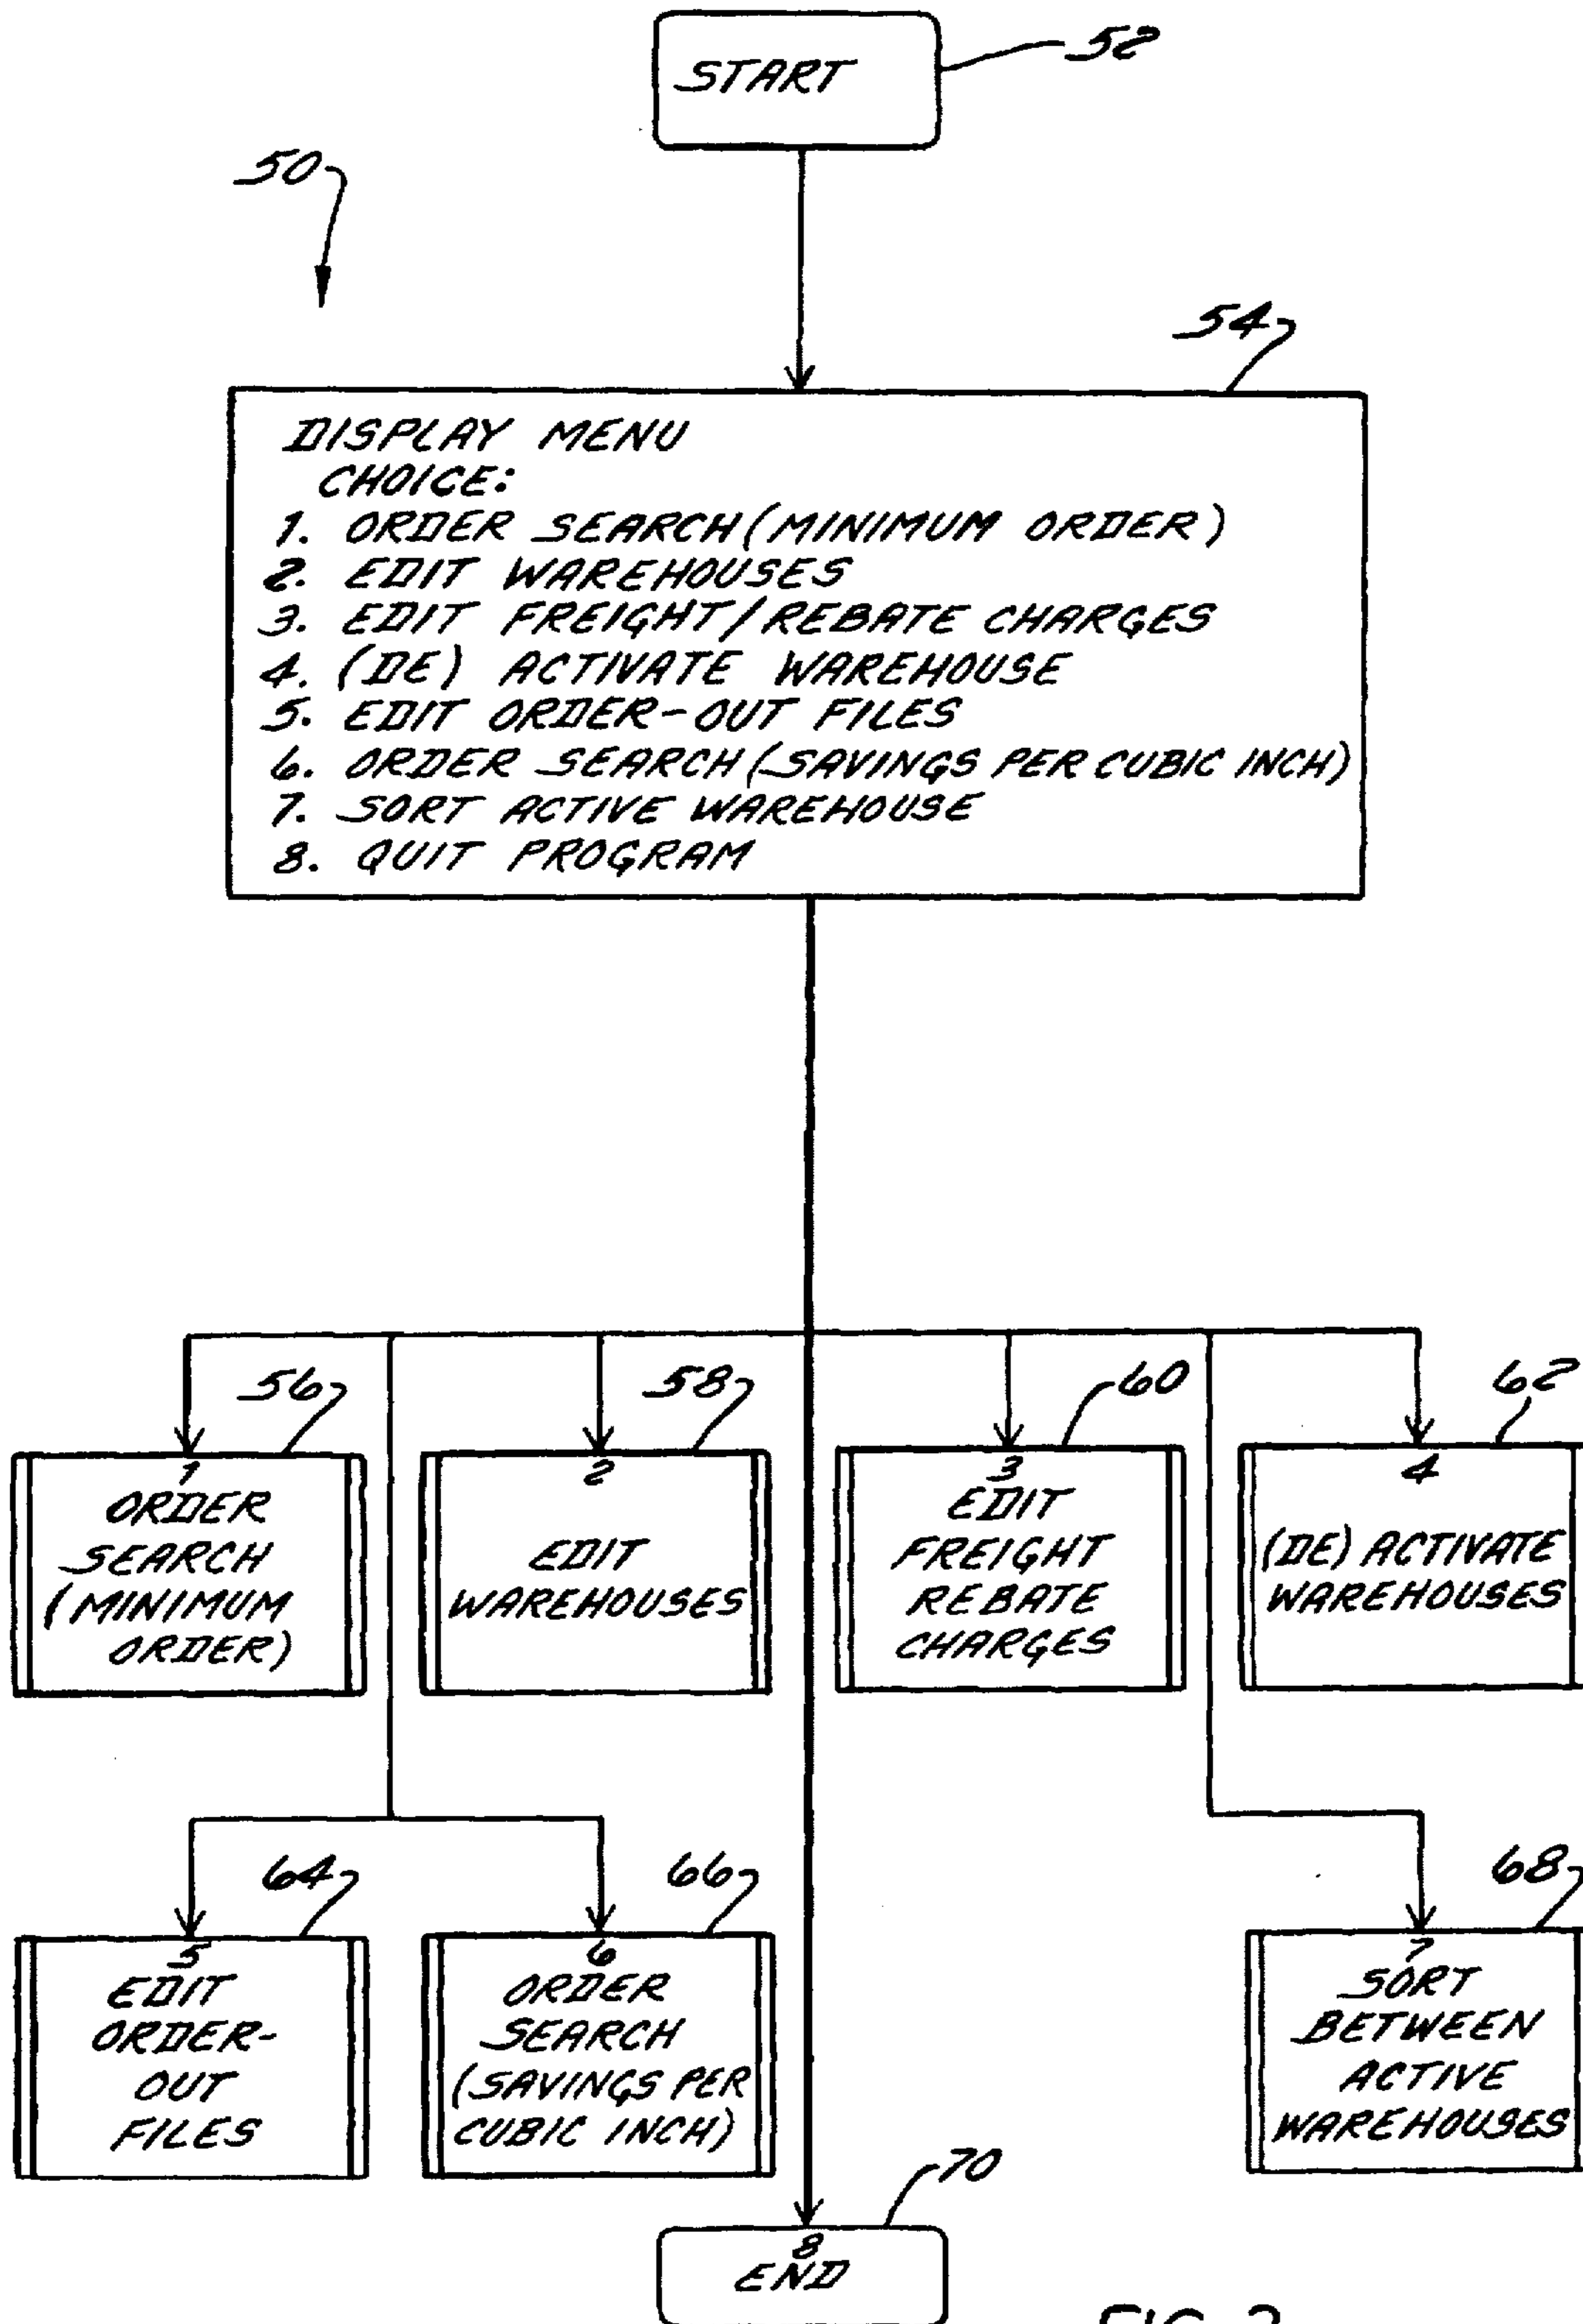 START
52
50
54
DISPLAY MENU
CHOICE:
1. ORDER SEARCH (MINIMUM ORDER)
2. EDIT WAREHOUSES
3. EDIT FREIGHT/REBATE CHARGES
4. (DE) ACTIVATE WAREHOUSE
5. EDIT ORDER-OUT FILES
6. ORDER SEARCH (SAVINGS PER CUBIC INCH)
7. SORT ACTIVE WAREHOUSE
8. QUIT PROGRAM
56
1
ORDER
SEARCH
(MINIMUM
ORDER)
58
2
EDIT
WAREHOUSES
60
3
EDIT
FREIGHT
REBATE
CHARGES
62
4
(DE) ACTIVATE
WAREHOUSES
64
5
EDIT
ORDER-
OUT
FILES
66
6
ORDER
SEARCH
(SAVINGS PER
CUBIC INCH)
68
7
SORT
BETWEEN
ACTIVE
WAREHOUSES
70
8
END